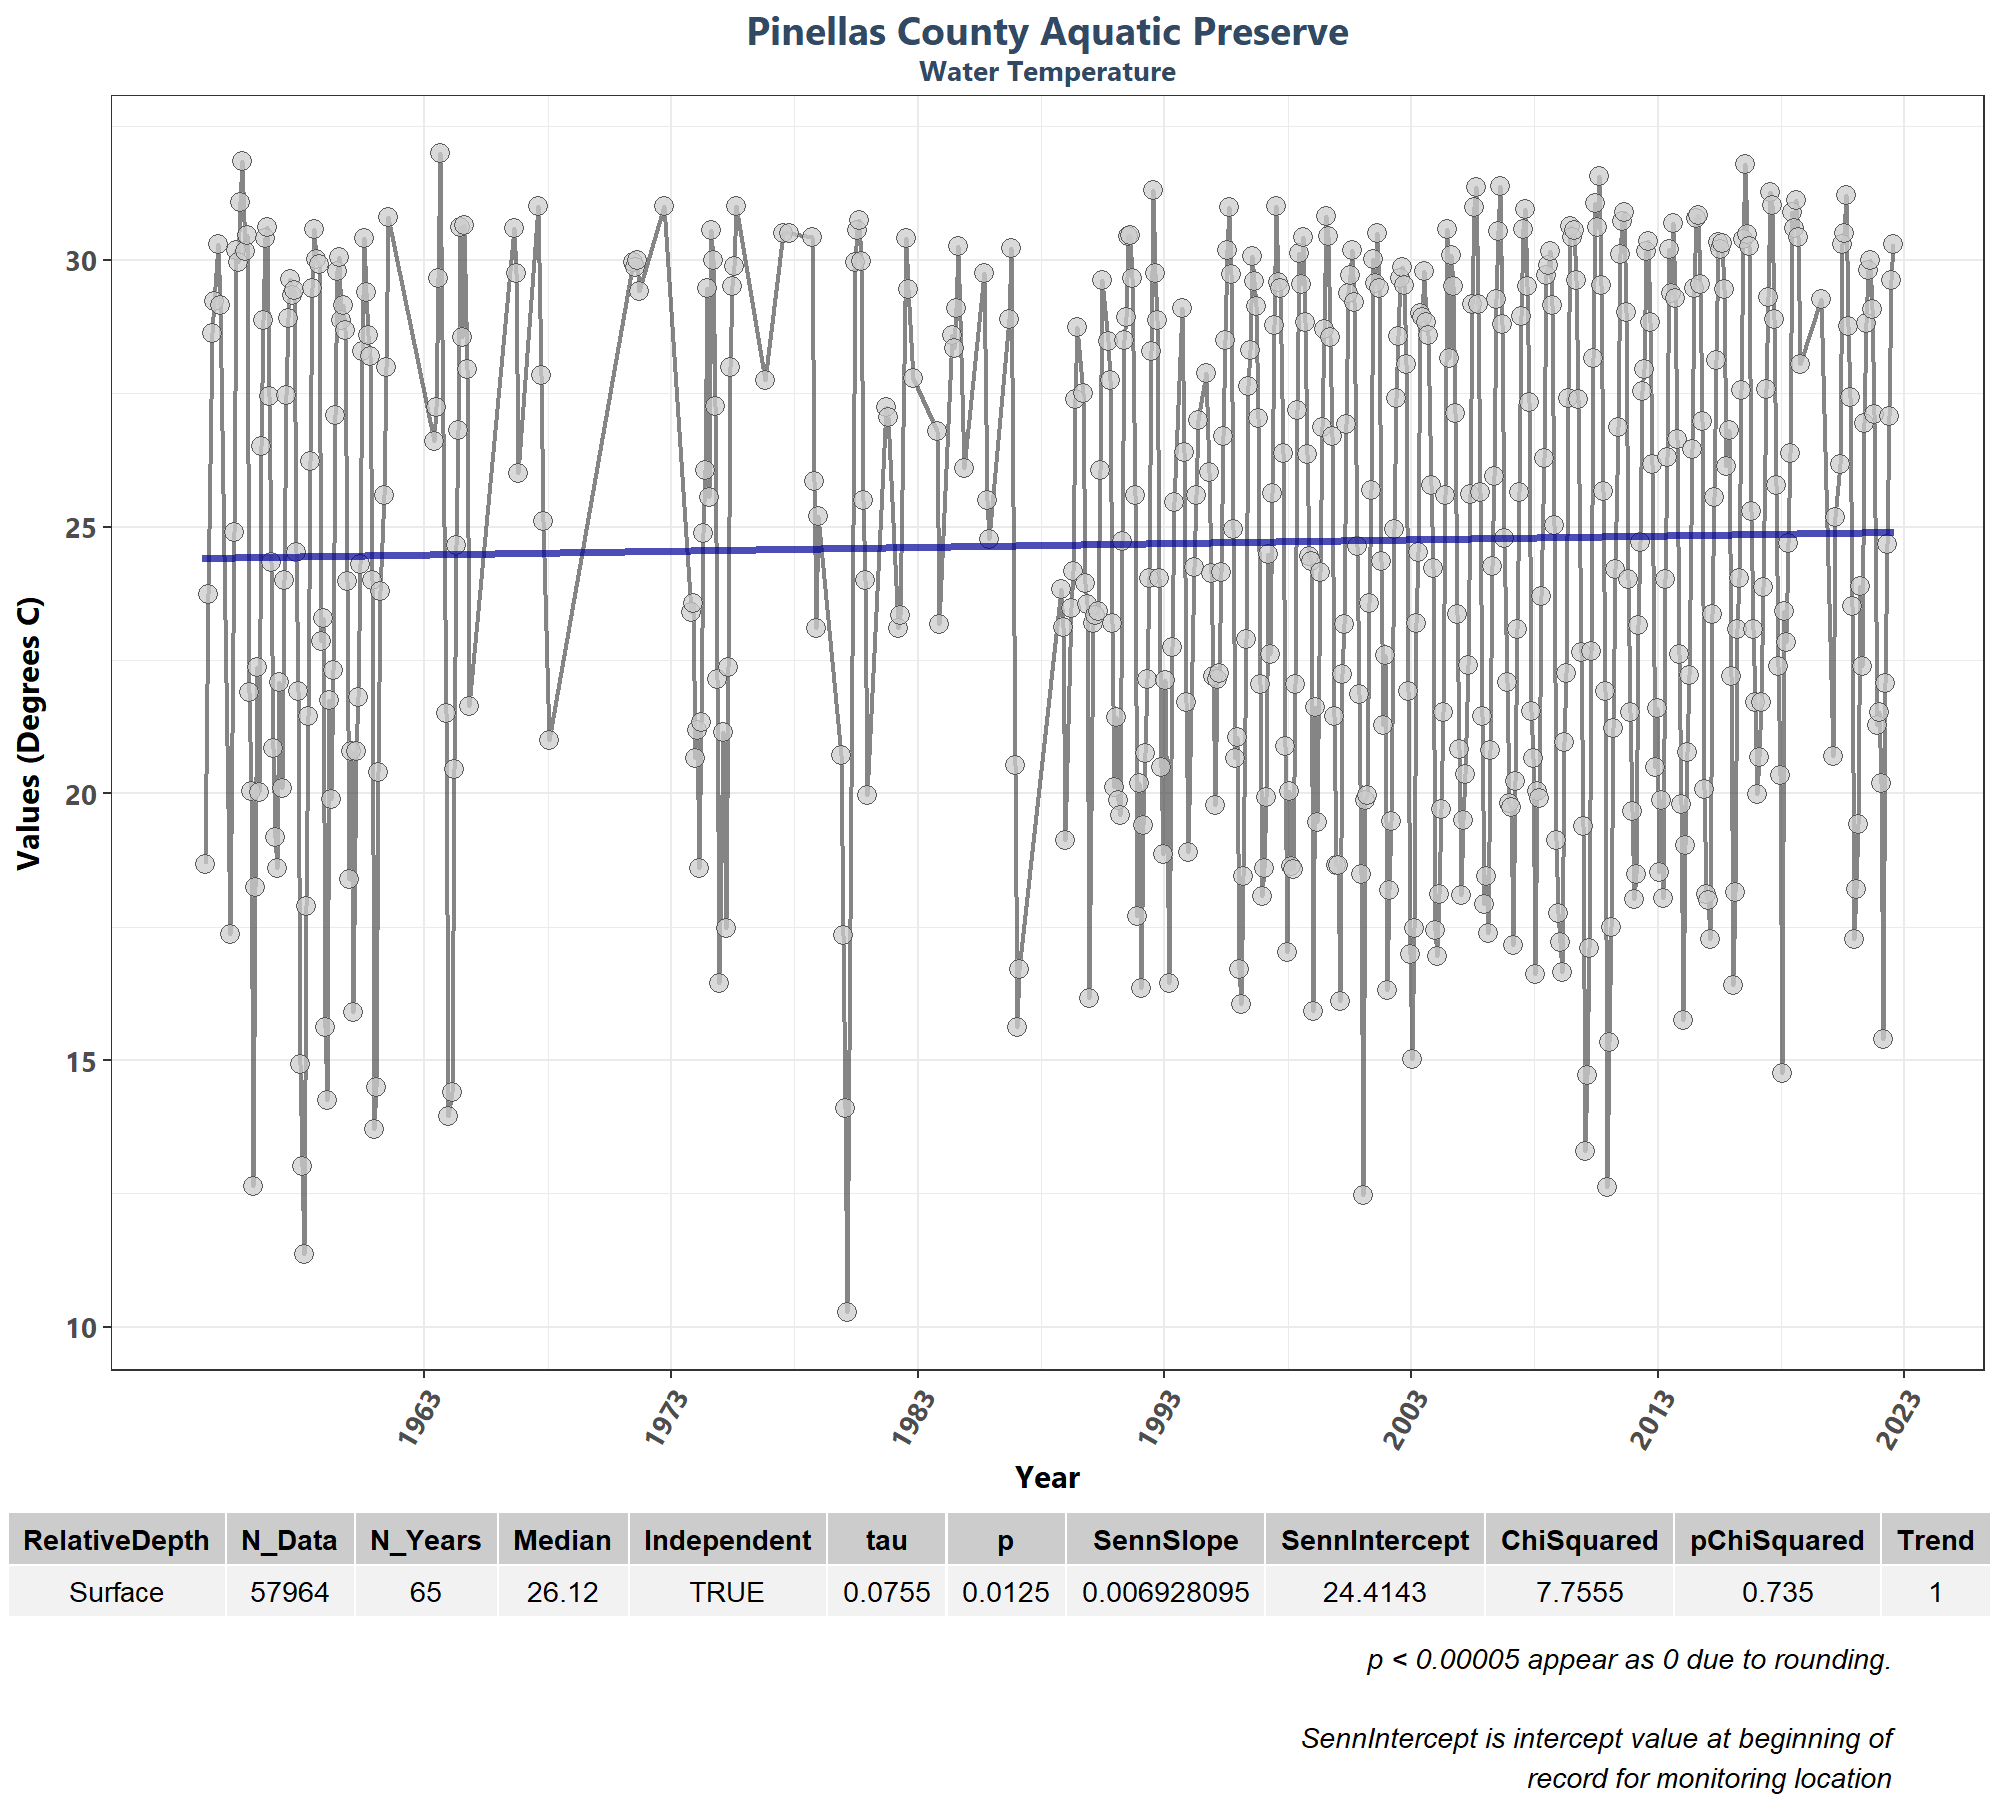 Pinellas County Aquatic Preserve
Water Temperature
Values (Degrees C)
30
25
20
15
10
1963 1973 1983 1993 2003 2013 2023
Year
RelativeDepth N_Data N_Years Median Independent tau p SennSlope SennIntercept ChiSquared pChiSquared Trend
Surface 57964 65 26.12 TRUE 0.0755 0.0125 0.006928095 24.4143 7.7555 0.735 1
p < 0.00005 appear as 0 due to rounding.
SennIntercept is intercept value at beginning of
record for monitoring location